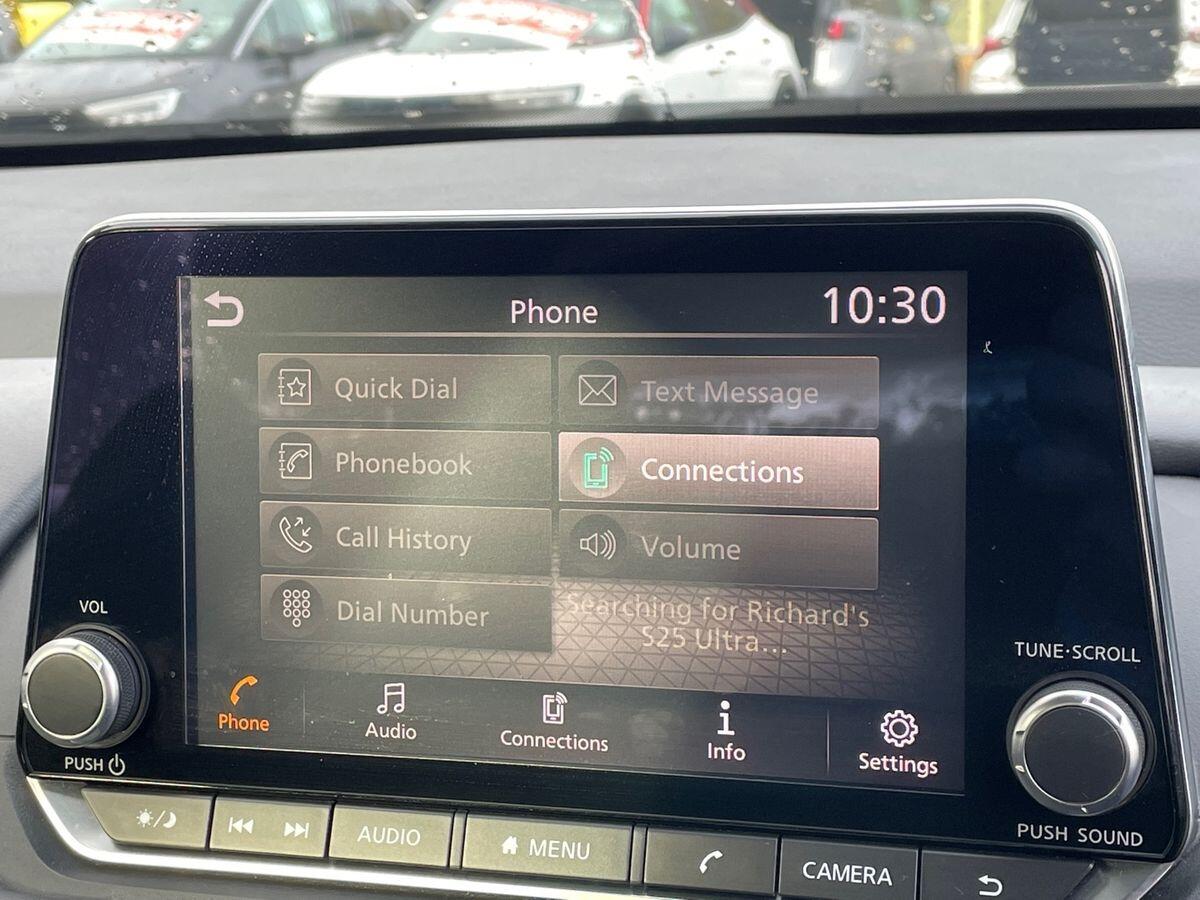 Phone
10:30
Quick Dial
Text Message
Phonebook
Connections
Call History
Volume
Dial Number
Searching for Richard's
S25 Ultra...
Phone
Audio
Connections
Info
Settings
VOL
PUSH
TUNE·SCROLL
PUSH SOUND
AUDIO
MENU
CAMERA